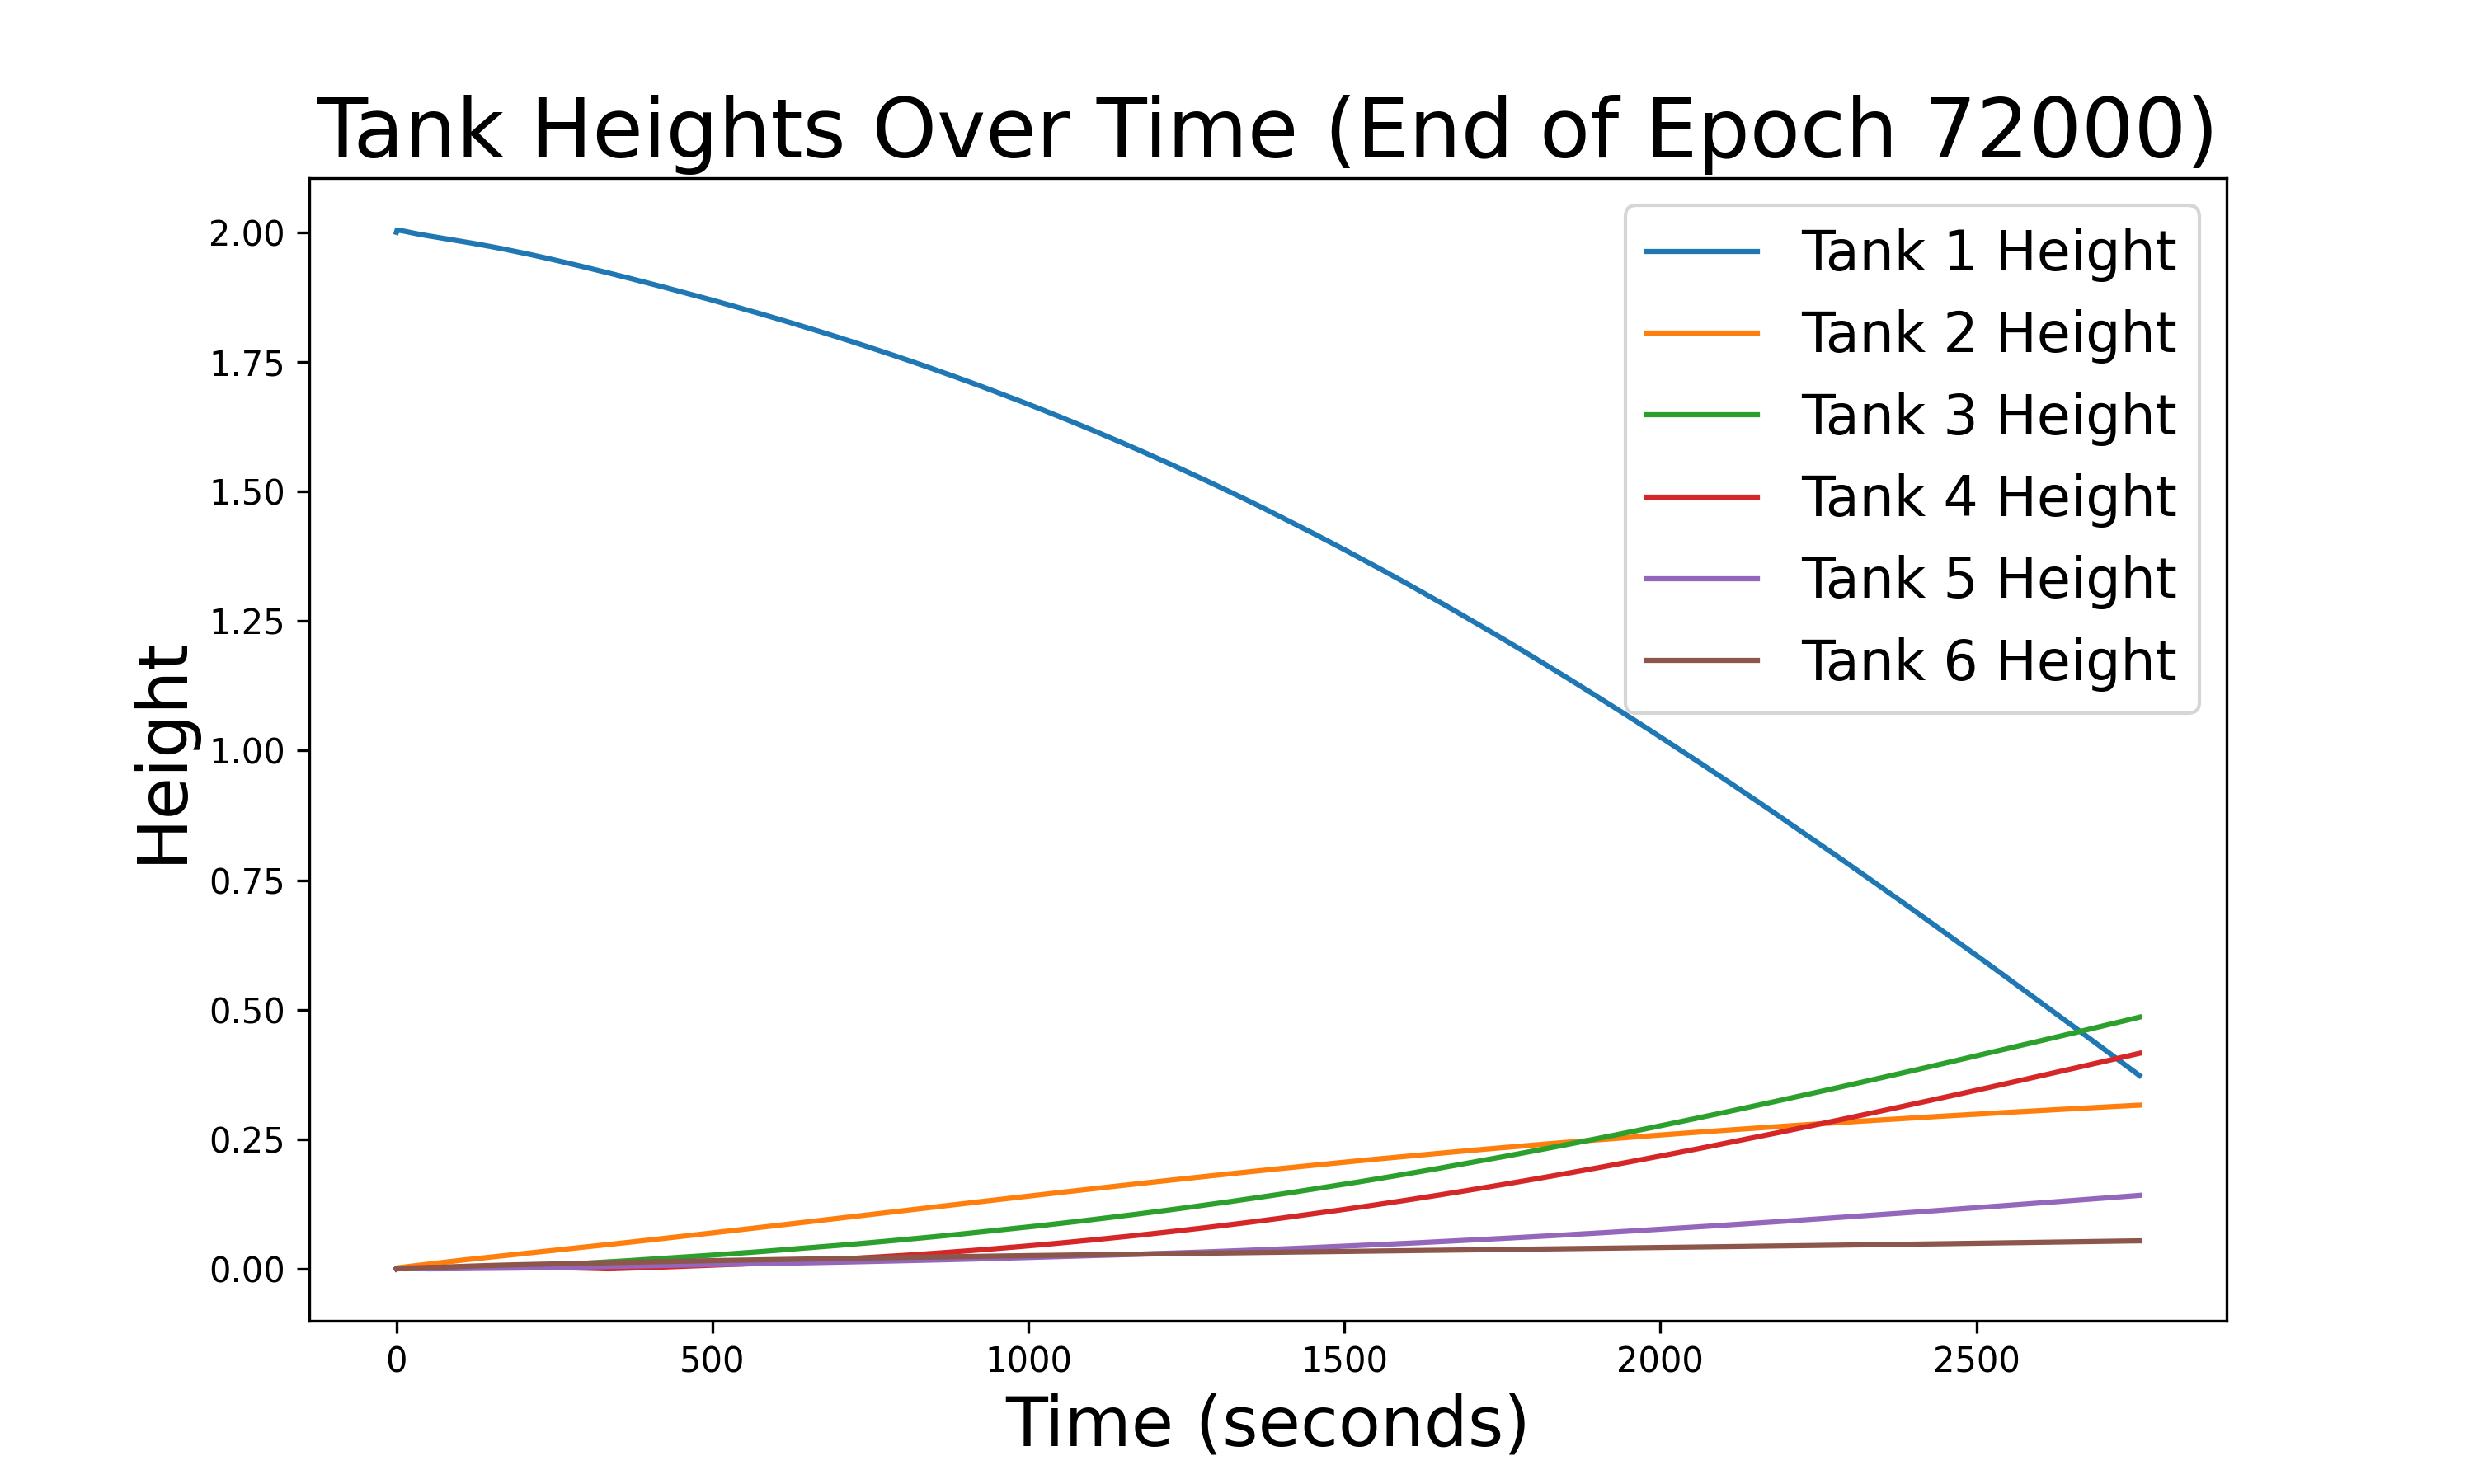 Tank Heights Over Time (End of Epoch 72000)
Height
2.00
1.75
1.50
1.25
1.00
0.75
0.50
0.25
0.00
Tank 1 Height
Tank 2 Height
Tank 3 Height
Tank 4 Height
Tank 5 Height
Tank 6 Height
0 500 1000 1500 2000 2500
Time (seconds)